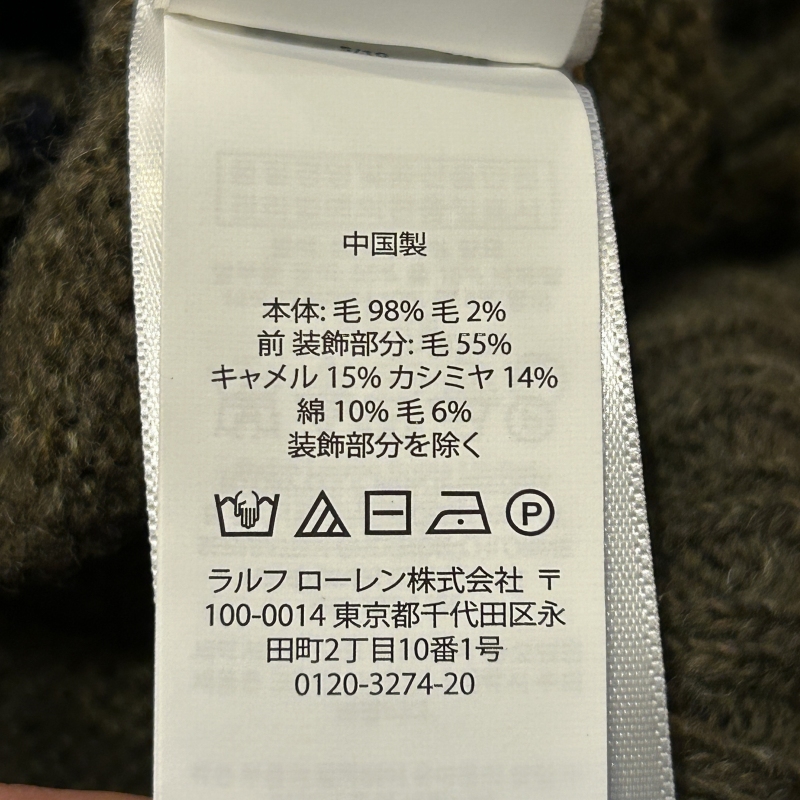 中国製
本体: 毛 98% 毛 2%
前 装飾部分: 毛 55%
キャメル 15% カシミヤ 14%
綿 10% 毛 6%
装飾部分を除く
P
ラルフ ローレン株式会社 〒
100-0014 東京都千代田区永
田町2丁目10番1号
0120-3274-20